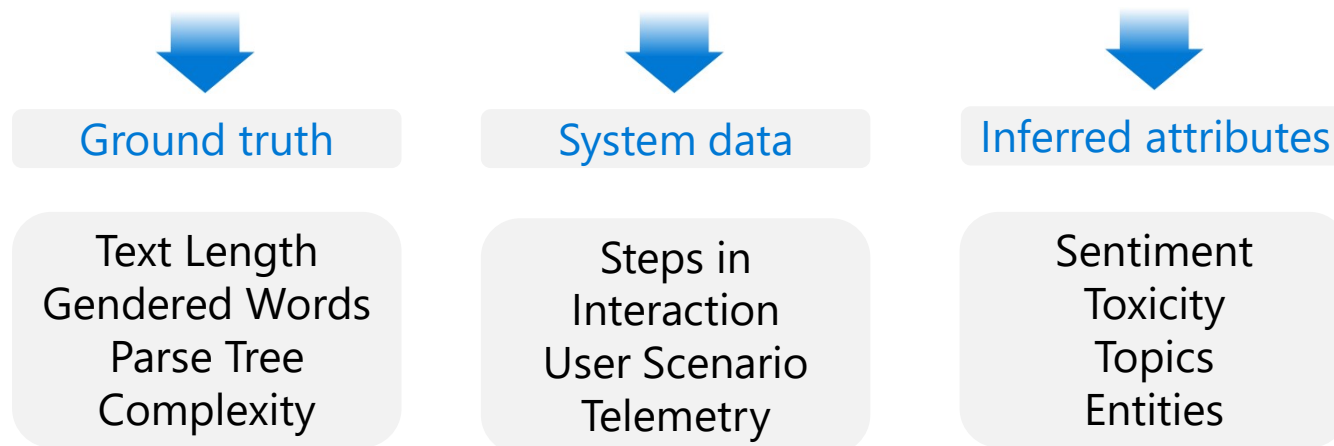 Ground truth
Text Length
Gendered Words
Parse Tree
Complexity
System data
Steps in
Interaction
User Scenario
Telemetry
Inferred attributes
Sentiment
Toxicity
Topics
Entities